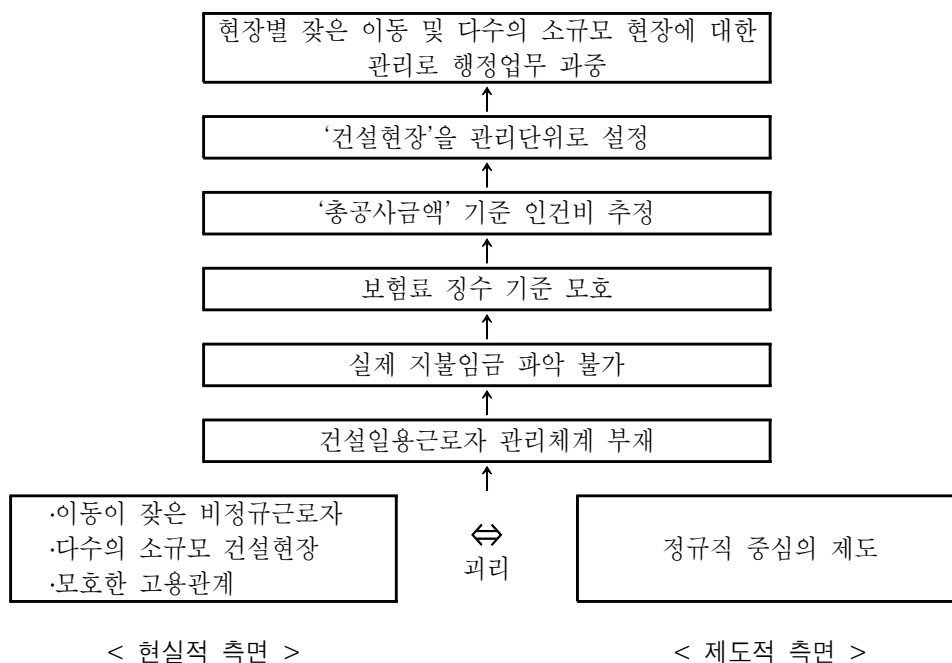 현장별 잦은 이동 및 다수의 소규모 현장에 대한
관리로 행정업무 과중
‘건설현장’을 관리단위로 설정
‘총공사금액’ 기준 인건비 추정
보험료 징수 기준 모호
실제 지불임금 파악 불가
건설일용근로자 관리체계 부재
·이동이 잦은 비정규근로자
·다수의 소규모 건설현장
·모호한 고용관계
괴리
정규직 중심의 제도
< 현실적 측면 >
< 제도적 측면 >